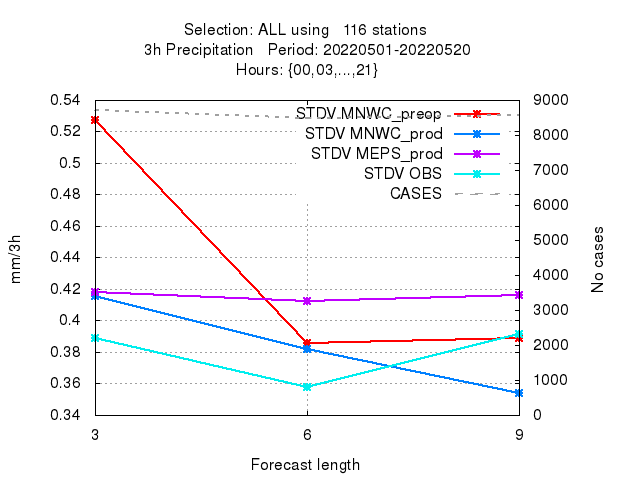 Selection: ALL using   116 stations
3h Precipitation   Period: 20220501-20220520
Hours: {00,03,...,21}
0.54
0.52
0.5
0.48
0.46
0.44
0.42
0.4
0.38
0.36
0.34
mm/3h
STDV MNWC_preop
STDV MNWC_prod
STDV MEPS_prod
STDV OBS
CASES
9000
8000
7000
6000
5000
4000
3000
2000
1000
0
No cases
3
6
9
Forecast length